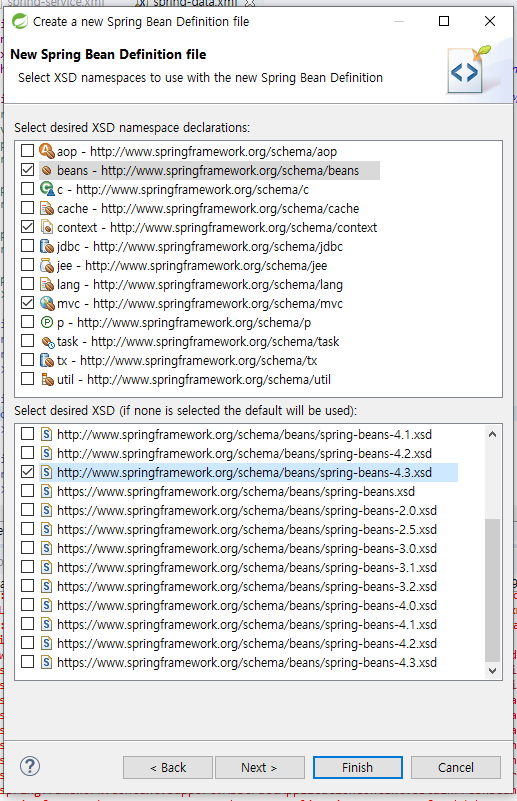 spring-service.xml
spring-data.xml
Create a new Spring Bean Definition file
New Spring Bean Definition file
Select XSD namespaces to use with the new Spring Bean Definition
Select desired XSD namespace declarations:
aop - http://www.springframework.org/schema/aop
beans - http://www.springframework.org/schema/beans
c - http://www.springframework.org/schema/c
cache - http://www.springframework.org/schema/cache
context - http://www.springframework.org/schema/context
jdbc - http://www.springframework.org/schema/jdbc
jee - http://www.springframework.org/schema/jee
lang - http://www.springframework.org/schema/lang
mvc - http://www.springframework.org/schema/mvc
p - http://www.springframework.org/schema/p
task - http://www.springframework.org/schema/task
tx - http://www.springframework.org/schema/tx
util - http://www.springframework.org/schema/util
Select desired XSD (if none is selected the default will be used):
http://www.springframework.org/schema/beans/spring-beans-4.1.xsd
http://www.springframework.org/schema/beans/spring-beans-4.2.xsd
http://www.springframework.org/schema/beans/spring-beans-4.3.xsd
https://www.springframework.org/schema/beans/spring-beans.xsd
https://www.springframework.org/schema/beans/spring-beans-2.0.xsd
https://www.springframework.org/schema/beans/spring-beans-2.5.xsd
https://www.springframework.org/schema/beans/spring-beans-3.0.xsd
https://www.springframework.org/schema/beans/spring-beans-3.1.xsd
https://www.springframework.org/schema/beans/spring-beans-3.2.xsd
https://www.springframework.org/schema/beans/spring-beans-4.0.xsd
https://www.springframework.org/schema/beans/spring-beans-4.1.xsd
https://www.springframework.org/schema/beans/spring-beans-4.2.xsd
https://www.springframework.org/schema/beans/spring-beans-4.3.xsd
? < Back Next > Finish Cancel